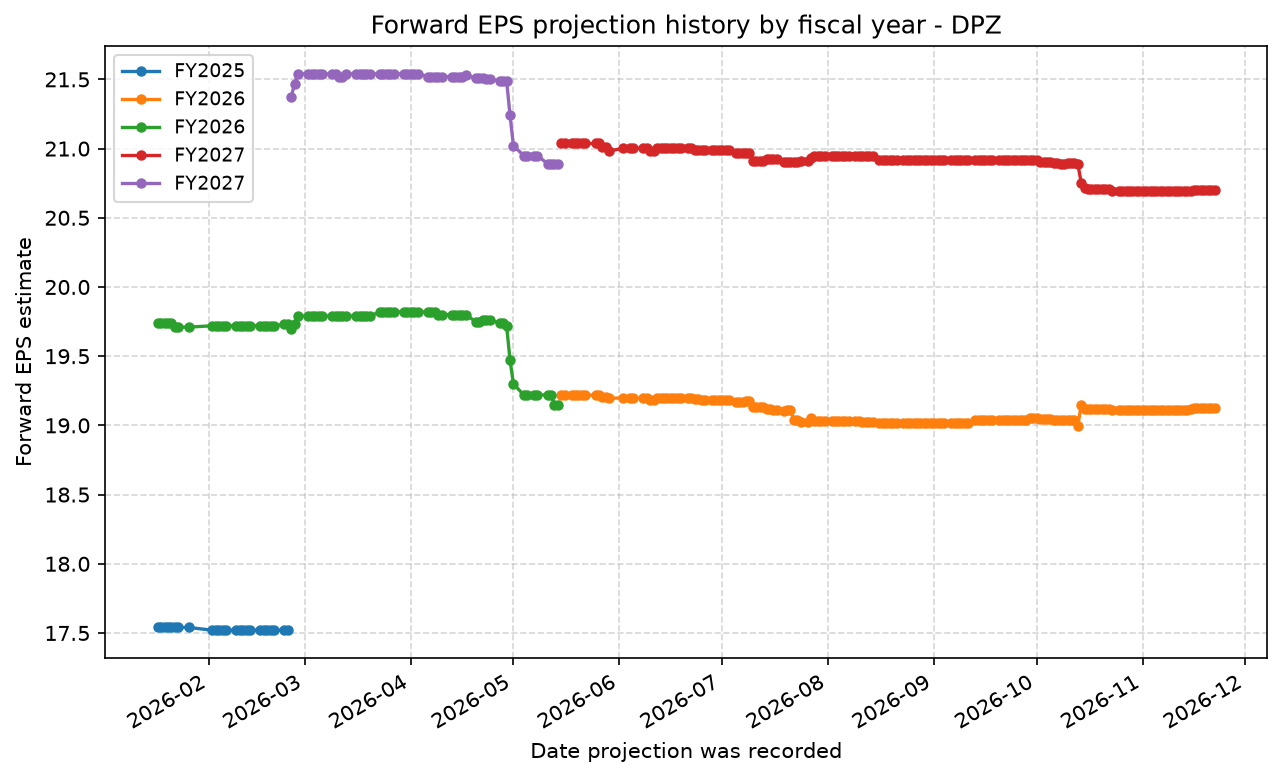 Forward EPS projection history by fiscal year - DPZ
FY2025
FY2026
FY2026
FY2027
FY2027
Forward EPS estimate
21.5
21.0
20.5
20.0
19.5
19.0
18.5
18.0
17.5
2026-02
2026-03
2026-04
2026-05
2026-06
2026-07
2026-08
2026-09
2026-10
2026-11
2026-12
Date projection was recorded